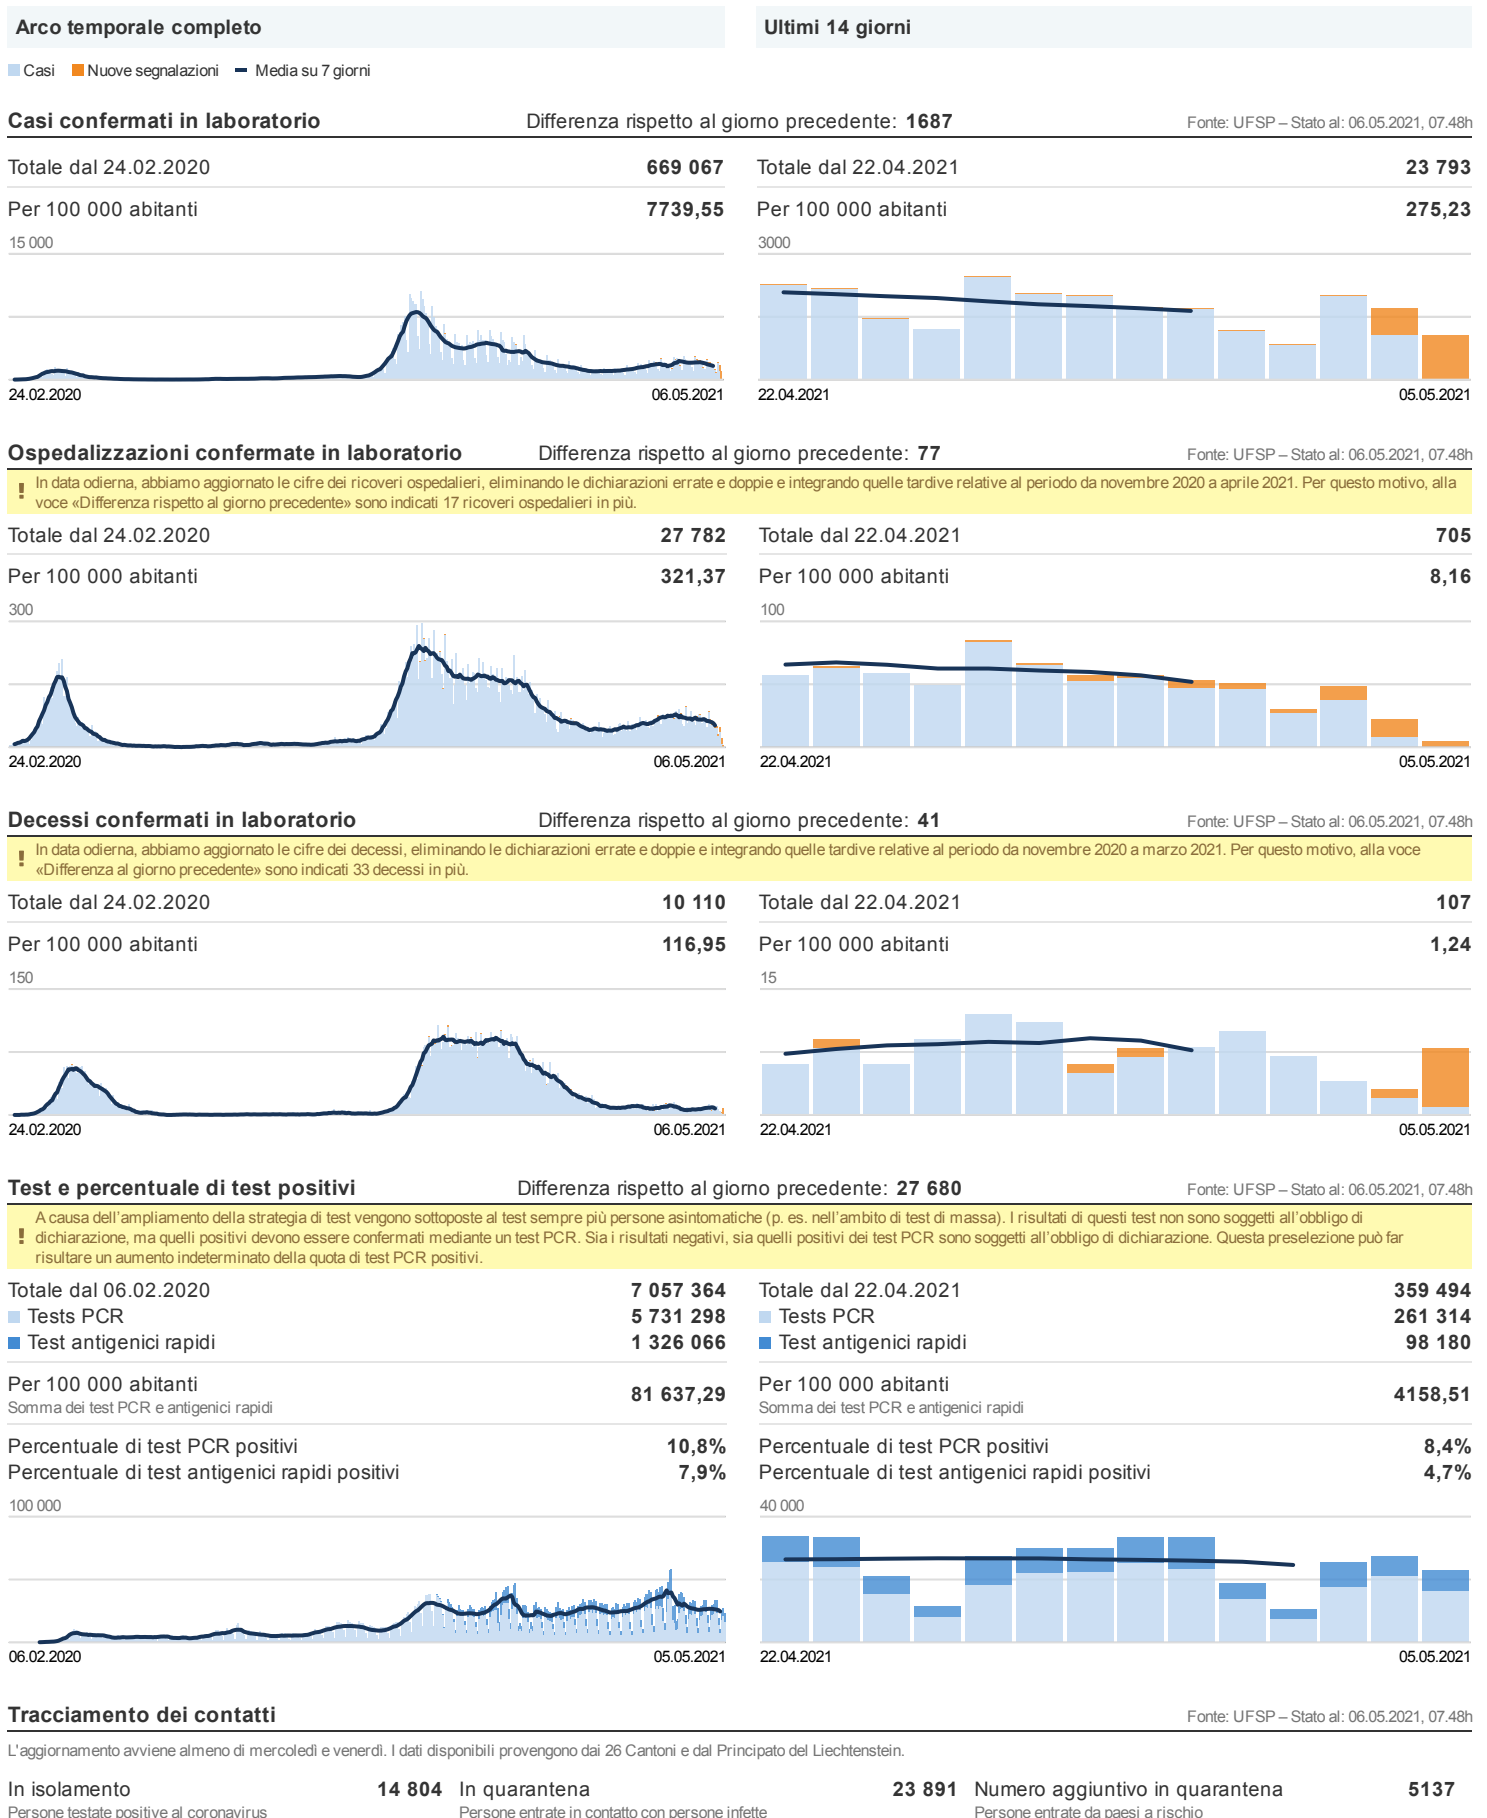 Arco temporale completo
Ultimi 14 giorni
Casi Nuove segnalazioni Media su 7 giorni
Casi confermati in laboratorio Differenza rispetto al giorno precedente: 1687 Fonte: UFSP – Stato al: 06.05.2021, 07.48h
Totale dal 24.02.2020 669 067
Per 100 000 abitanti 7739,55
15 000
24.02.2020 06.05.2021
Totale dal 22.04.2021 23 793
Per 100 000 abitanti 275,23
3000
22.04.2021 05.05.2021
Ospedalizzazioni confermate in laboratorio Differenza rispetto al giorno precedente: 77 Fonte: UFSP – Stato al: 06.05.2021, 07.48h
! In data odierna, abbiamo aggiornato le cifre dei ricoveri ospedalieri, eliminando le dichiarazioni errate e doppie e integrando quelle tardive relative al periodo da novembre 2020 a aprile 2021. Per questo motivo, alla
voce «Differenza rispetto al giorno precedente» sono indicati 17 ricoveri ospedalieri in più.
Totale dal 24.02.2020 27 782
Per 100 000 abitanti 321,37
300
24.02.2020 06.05.2021
Totale dal 22.04.2021 705
Per 100 000 abitanti 8,16
100
22.04.2021 05.05.2021
Decessi confermati in laboratorio Differenza rispetto al giorno precedente: 41 Fonte: UFSP – Stato al: 06.05.2021, 07.48h
! In data odierna, abbiamo aggiornato le cifre dei decessi, eliminando le dichiarazioni errate e doppie e integrando quelle tardive relative al periodo da novembre 2020 a marzo 2021. Per questo motivo, alla voce
«Differenza al giorno precedente» sono indicati 33 decessi in più.
Totale dal 24.02.2020 10 110
Per 100 000 abitanti 116,95
150
24.02.2020 06.05.2021
Totale dal 22.04.2021 107
Per 100 000 abitanti 1,24
15
22.04.2021 05.05.2021
Test e percentuale di test positivi Differenza rispetto al giorno precedente: 27 680 Fonte: UFSP – Stato al: 06.05.2021, 07.48h
A causa dell'ampliamento della strategia di test vengono sottoposte al test sempre più persone asintomatiche (p. es. nell'ambito di test di massa). I risultati di questi test non sono soggetti all'obbligo di
! dichiarazione, ma quelli positivi devono essere confermati mediante un test PCR. Sia i risultati negativi, sia quelli positivi dei test PCR sono soggetti all'obbligo di dichiarazione. Questa preselezione può far
risultare un aumento indeterminato della quota di test PCR positivi.
Totale dal 06.02.2020 7 057 364
Tests PCR 5 731 298
Test antigenici rapidi 1 326 066
Per 100 000 abitanti 81 637,29
Somma dei test PCR e antigenici rapidi
Percentuale di test PCR positivi 10,8%
Percentuale di test antigenici rapidi positivi 7,9%
100 000
06.02.2020 05.05.2021
Totale dal 22.04.2021 359 494
Tests PCR 261 314
Test antigenici rapidi 98 180
Per 100 000 abitanti 4158,51
Somma dei test PCR e antigenici rapidi
Percentuale di test PCR positivi 8,4%
Percentuale di test antigenici rapidi positivi 4,7%
40 000
22.04.2021 05.05.2021
Tracciamento dei contatti Fonte: UFSP – Stato al: 06.05.2021, 07.48h
L'aggiornamento avviene almeno di mercoledì e venerdì. I dati disponibili provengono dai 26 Cantoni e dal Principato del Liechtenstein.
In isolamento 14 804
Persone testate positive al coronavirus
In quarantena 23 891
Persone entrate in contatto con persone infette
Numero aggiuntivo in quarantena 5137
Persone entrate da paesi a rischio